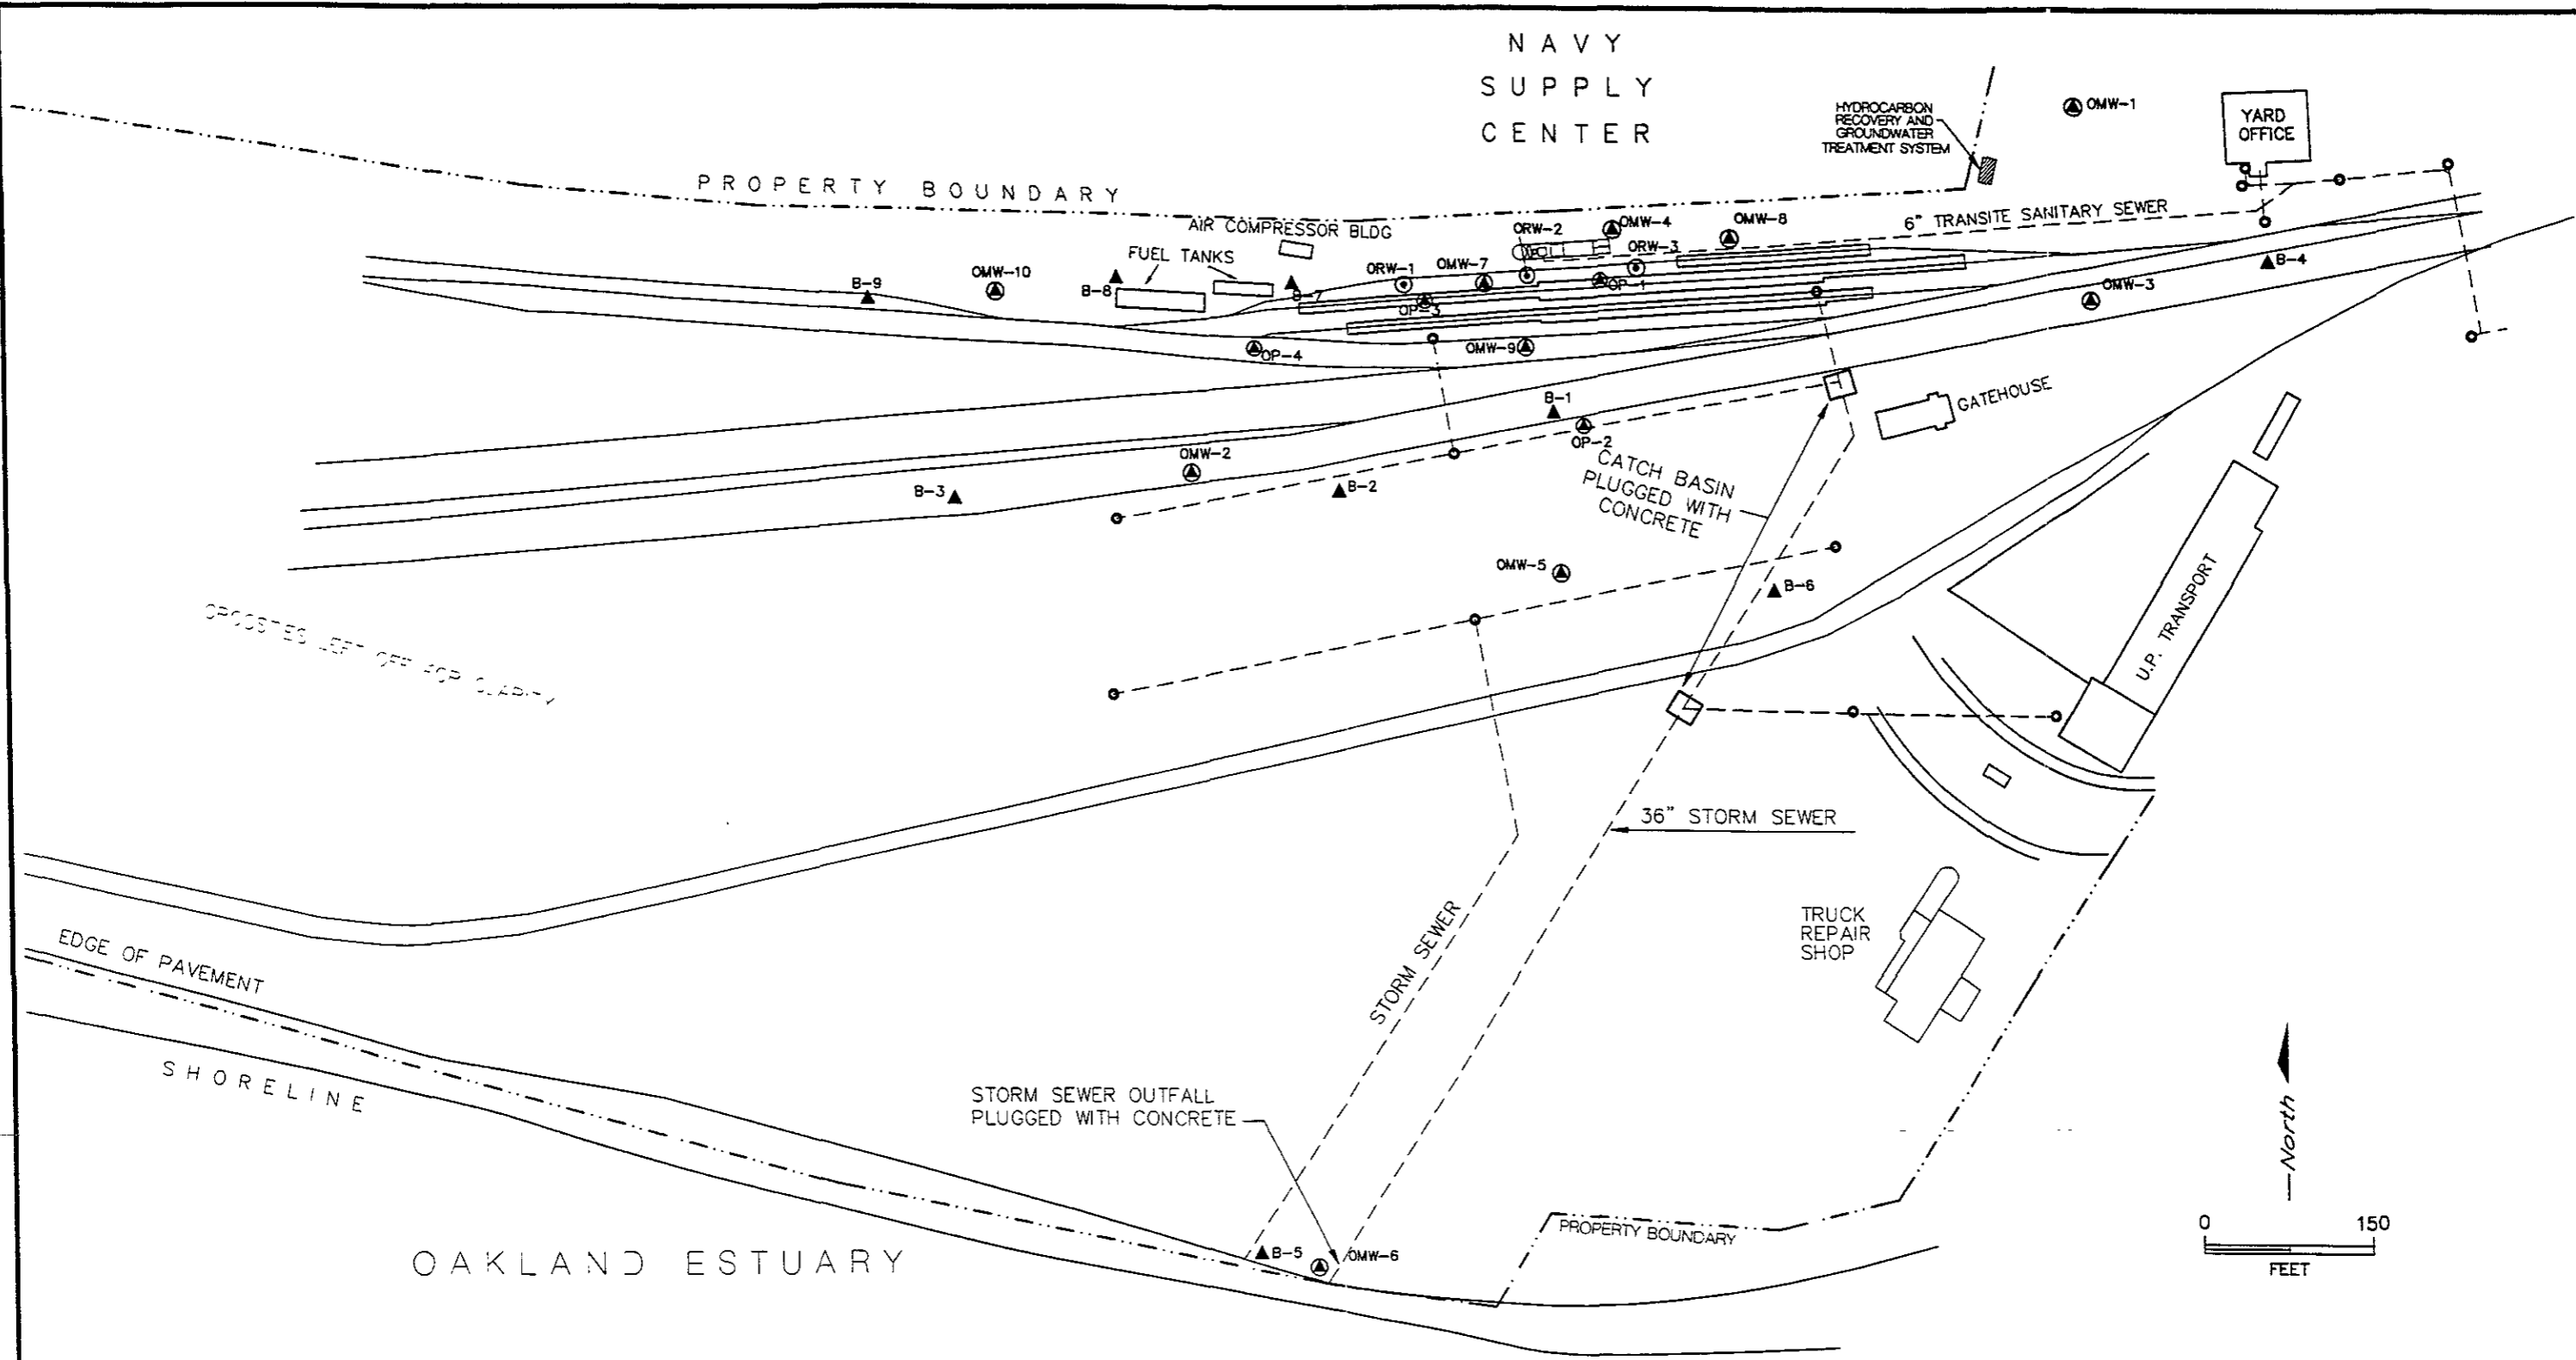 NAVY
SUPPLY
CENTER
HYDROCARBON
RECOVERY AND
GROUNDWATER
TREATMENT SYSTEM
OMW-1
YARD
OFFICE
PROPERTY BOUNDARY
AIR COMPRESSOR BLDG
FUEL TANKS
ORW-2
OMW-4
OMW-8
6" TRANSITE SANITARY SEWER
ORW-3
ORW-1
OMW-7
OP-1
B-4
OMW-3
B-9
OMW-10
B-8
B-7
OP-3
OP-4
OMW-9
B-1
OP-2
GATEHOUSE
OMW-2
B-3
B-2
CATCH BASIN
PLUGGED WITH
CONCRETE
OMW-5
B-6
LEFT OFF FOR CLARITY
U.P. TRANSPORT
36" STORM SEWER
STORM SEWER
TRUCK
REPAIR
SHOP
EDGE OF PAVEMENT
SHORELINE
STORM SEWER OUTFALL
PLUGGED WITH CONCRETE
North
PROPERTY BOUNDARY
B-5
OMW-6
OAKLAND ESTUARY
0 150
FEET